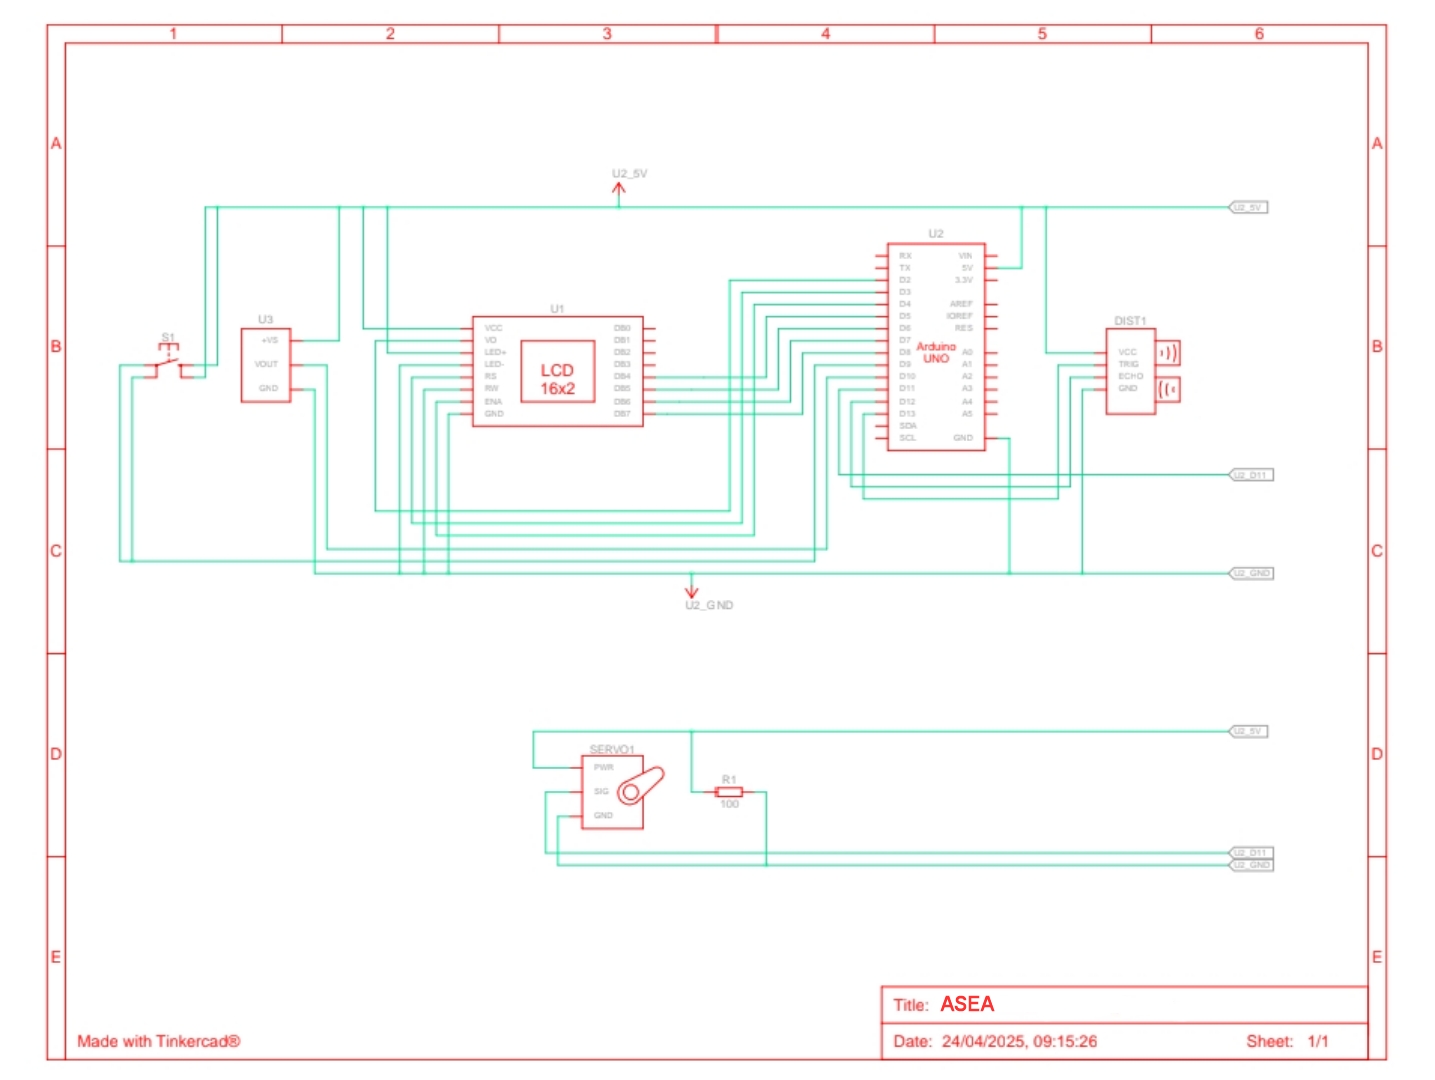 1 2 3 4 5 6
A A
U2_5V
U2_5V
B B
U2
RX VIN
TX 5V
D2 3.3V
D3
D4 AREF
D5 IOREF
D6 RES
D7
D8 A0
D9 A1
D10 A2
D11 A3
D12 A4
D13 A5
SDA
SCL GND
Arduino
UNO
S1
U3
+VS
VOUT
GND
U1
VCC DB0
VO DB1
LED+ DB2
LED- DB3
RS DB4
RW DB5
ENA DB6
GND DB7
LCD
16x2
DIST1
VCC
TRIG
ECHO
GND
U2_D11
C C
U2_GND
U2_GND
D D
U2_5V
SERVO1
PWR
SIG
GND
R1
100
U2_D11
U2_GND
E E
Title: ASEA
Made with Tinkercad®
Date: 24/04/2025, 09:15:26 Sheet: 1/1